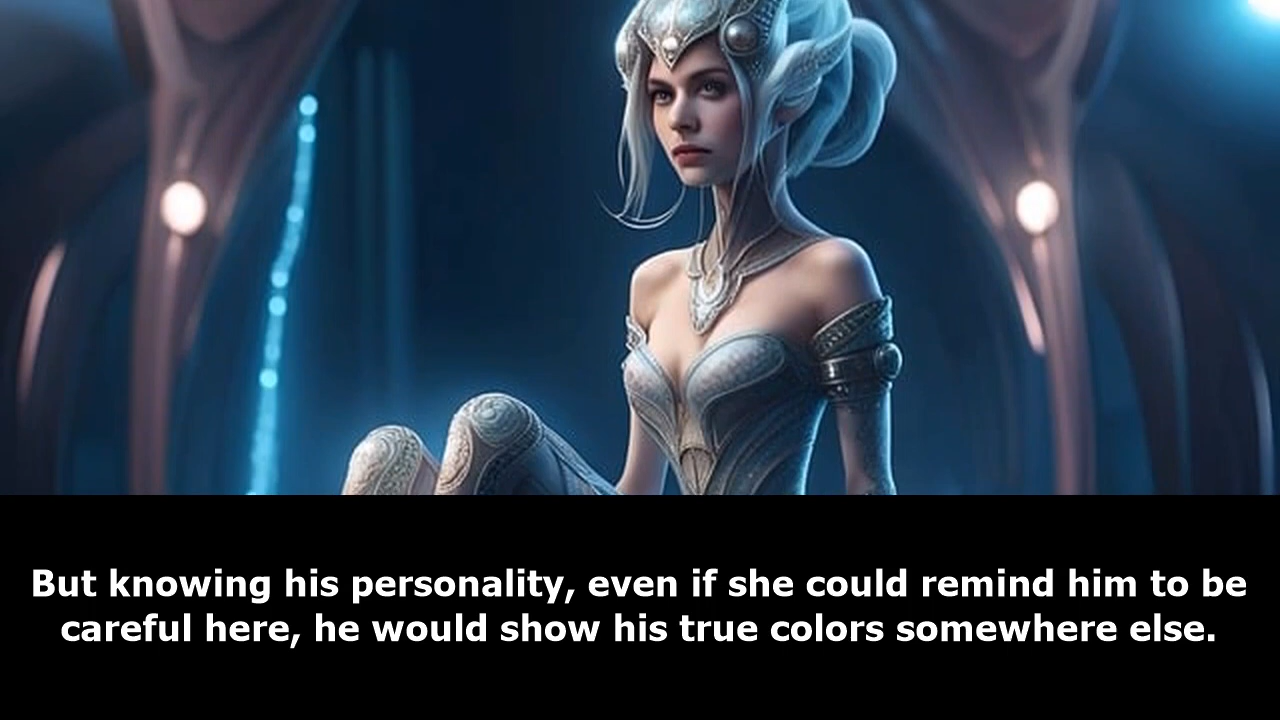 But knowing his personality, even if she could remind him to be
careful here, he would show his true colors somewhere else.